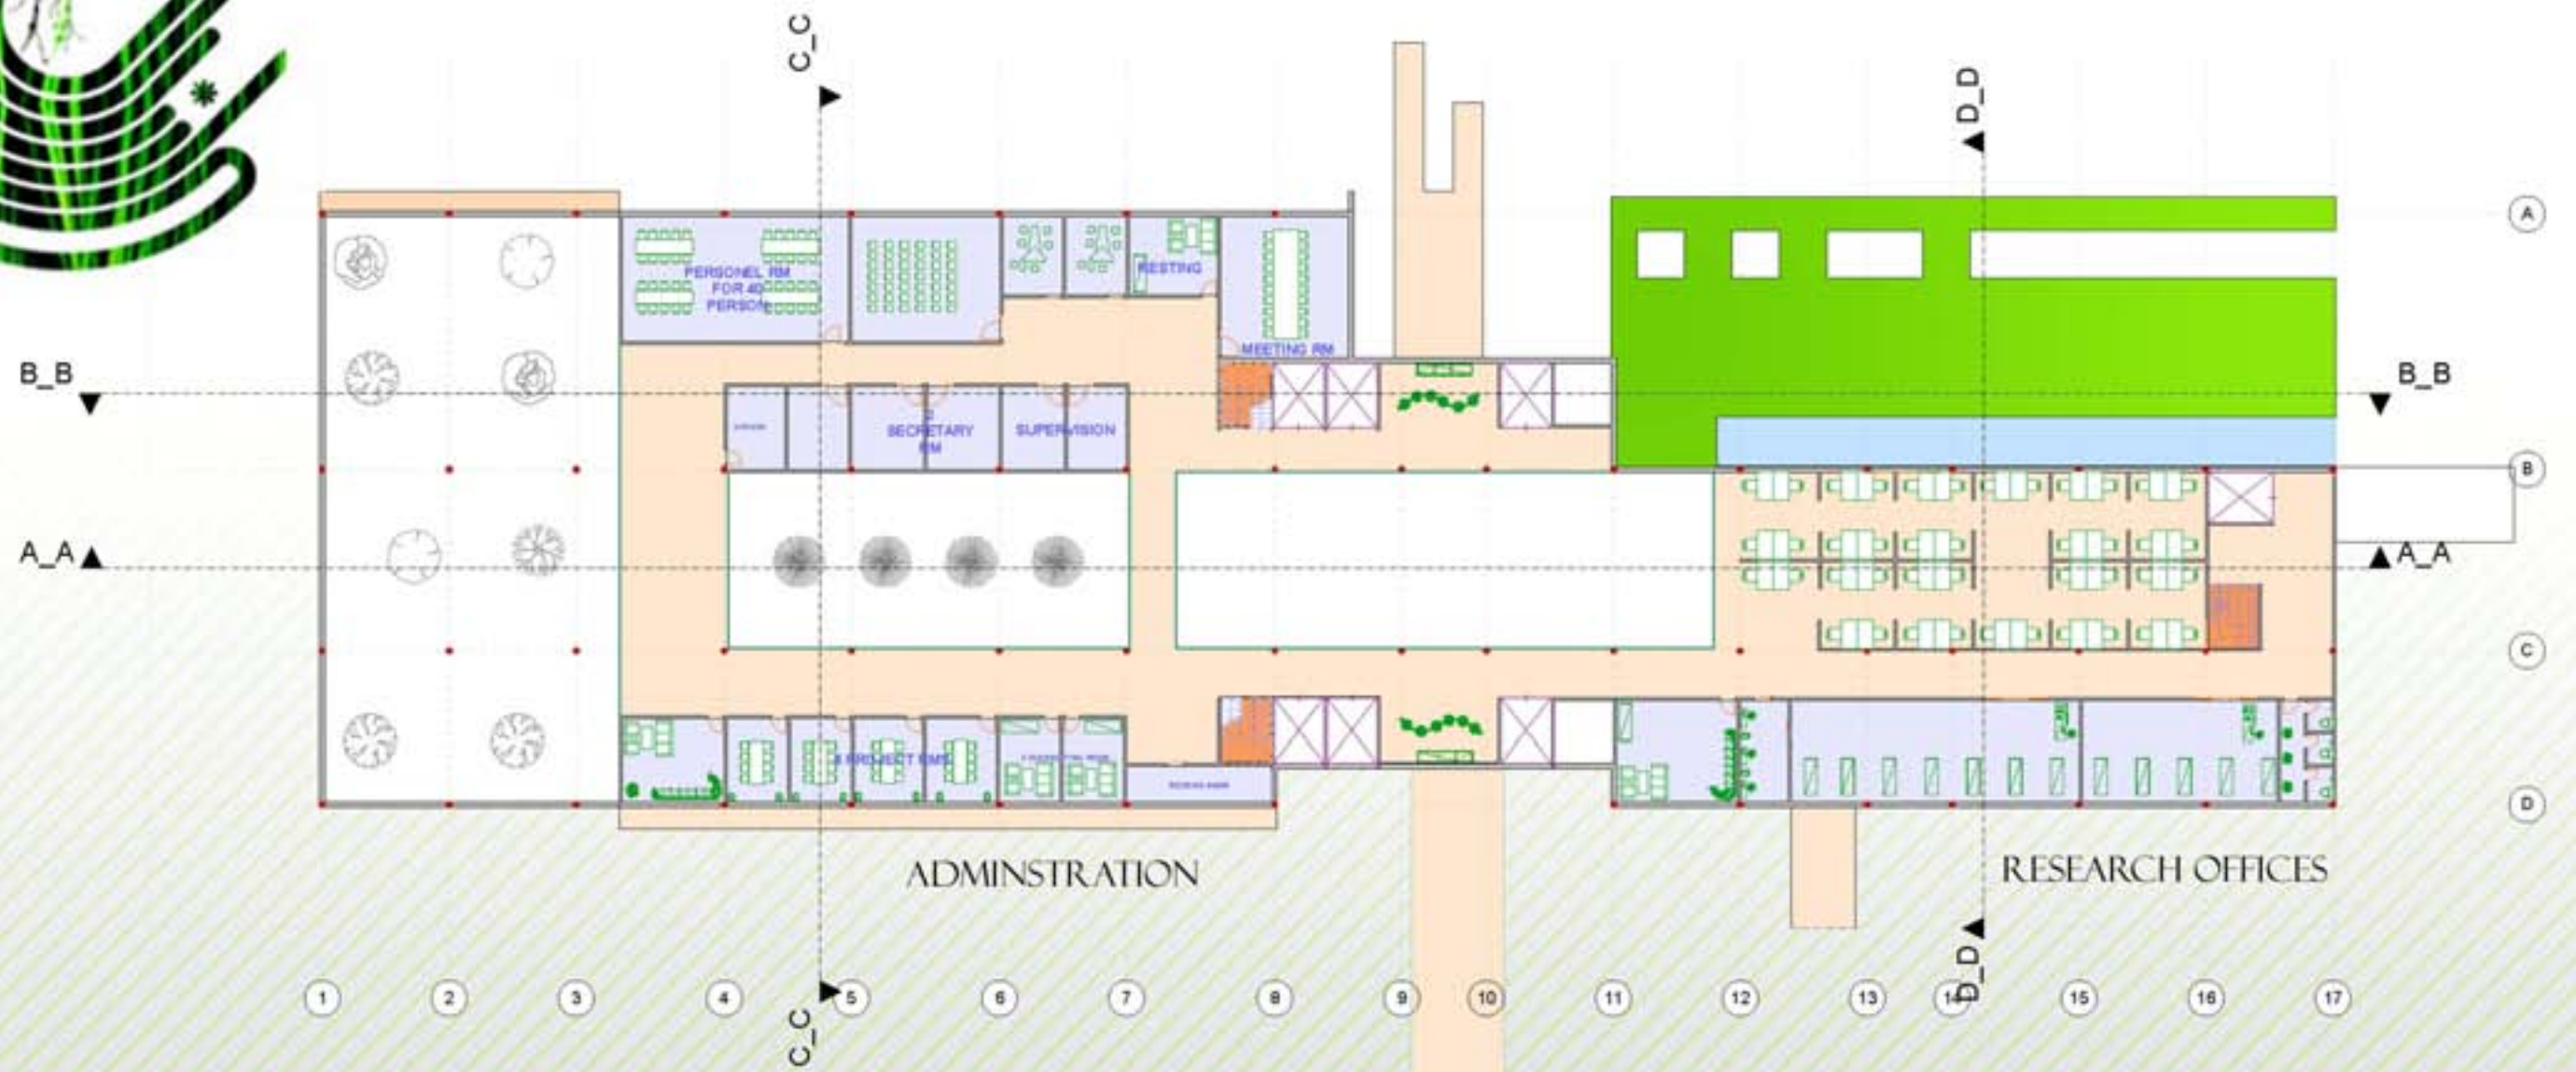 C_C
D_D
A
PERSONEL RM
FOR 40
PERSON
RESTING
MEETING RM
B_B
B_B
SECRETARY
RM
SUPERVISION
B
A_A
A_A
C
4 PROJECT RMS
D
ADMINSTRATION
RESEARCH OFFICES
D_D
1
2
3
4
5
6
7
8
9
10
11
12
13
14
15
16
17
C_C